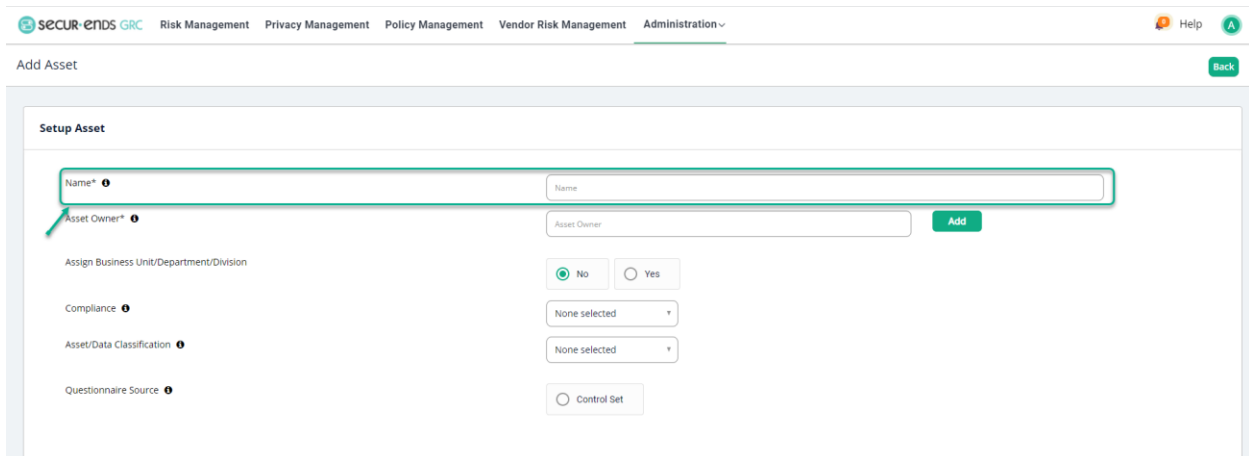 SECUR-ENDS GRC Risk Management Privacy Management Policy Management Vendor Risk Management Administration Help A
Add Asset Back
Setup Asset
Name* Name
Asset Owner* Asset Owner Add
Assign Business Unit/Department/Division No Yes
Compliance None selected
Asset/Data Classification None selected
Questionnaire Source Control Set